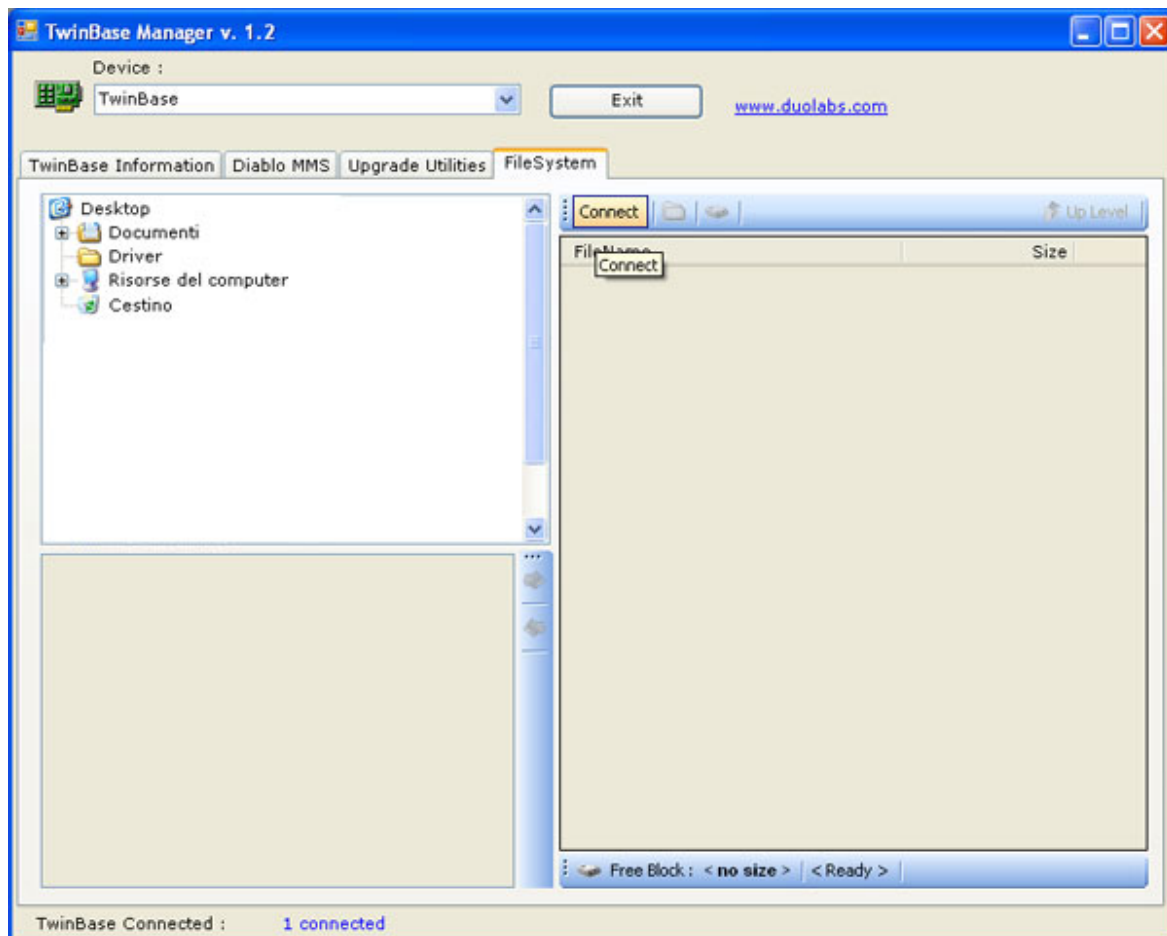 TwinBase Manager v. 1.2
Device :
TwinBase
Exit
www.duolabs.com
TwinBase Information Diablo MMS Upgrade Utilities FileSystem
Desktop
Documenti
Driver
Risorse del computer
Cestino
Connect
Up Level
FileName Size
Connect
Free Block : < no size > < Ready >
TwinBase Connected : 1 connected